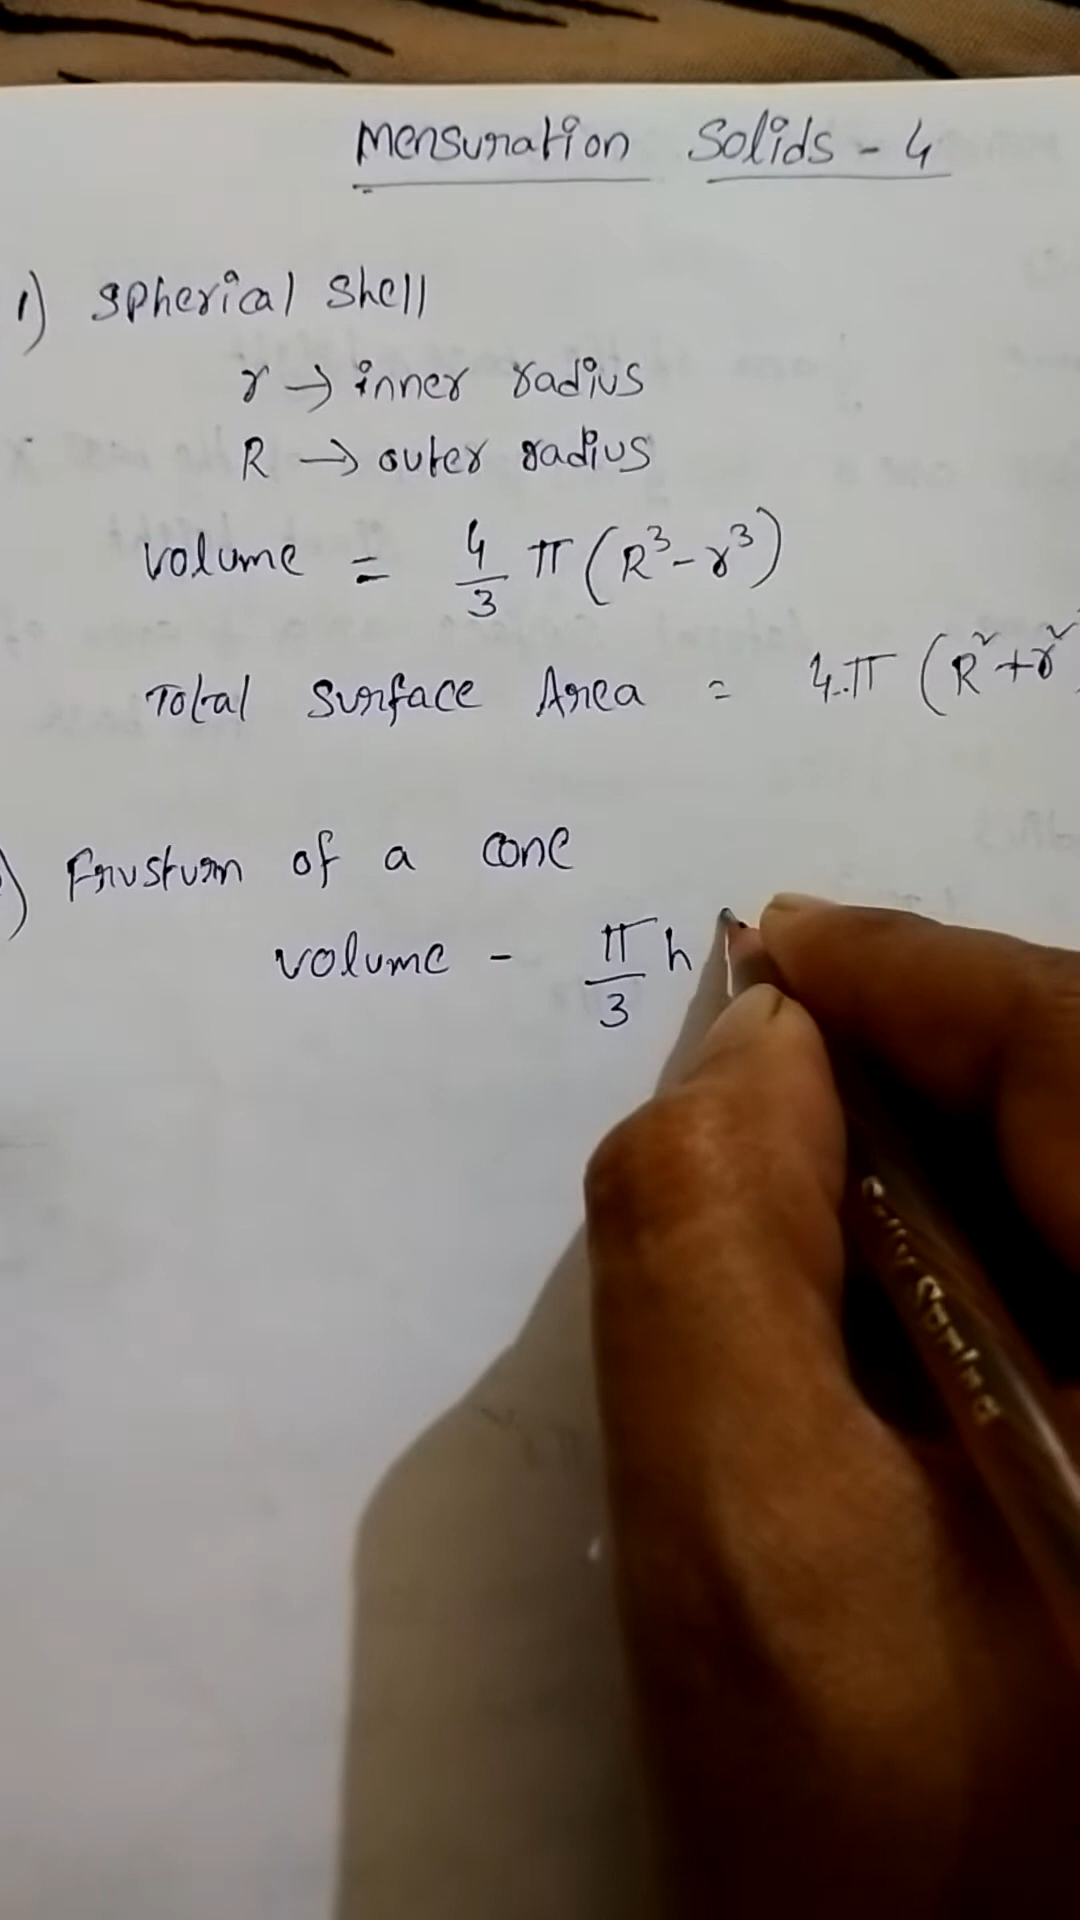 Mensuration Solids - 4
1) Spherical Shell
r → inner radius
R → outer radius
volume = 4/3 π (R³ - r³)
Total Surface Area = 4π (R² + r²)
) Frustum of a cone
volume - π/3 h